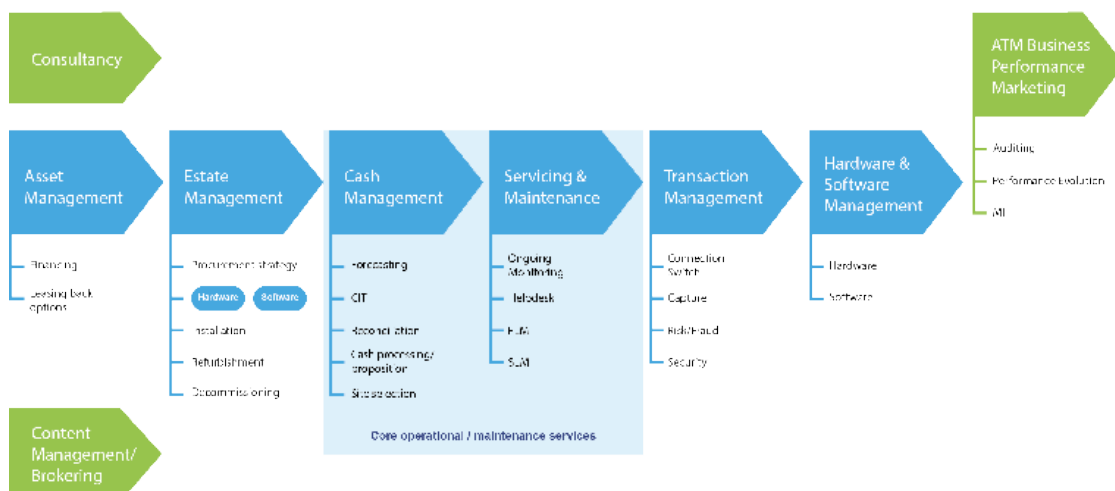 Consultancy
ATM Business
Performance
Marketing
Auditing
Performance Evolution
MI
Asset
Management
Financing
Leasing back
options
Estate
Management
Procurement strategy
Hardware
Software
Installation
Refurbishment
Decommissioning
Cash
Management
Forecasting
CIT
Reconciliation
Cash processing/
proposition
Site selection
Servicing &
Maintenance
Ongoing
Monitoring
Helpdesk
FLM
SLM
Core operational / maintenance services
Transaction
Management
Connection
Switch
Capture
Risk/Fraud
Security
Hardware &
Software
Management
Hardware
Software
Content
Management/
Brokering